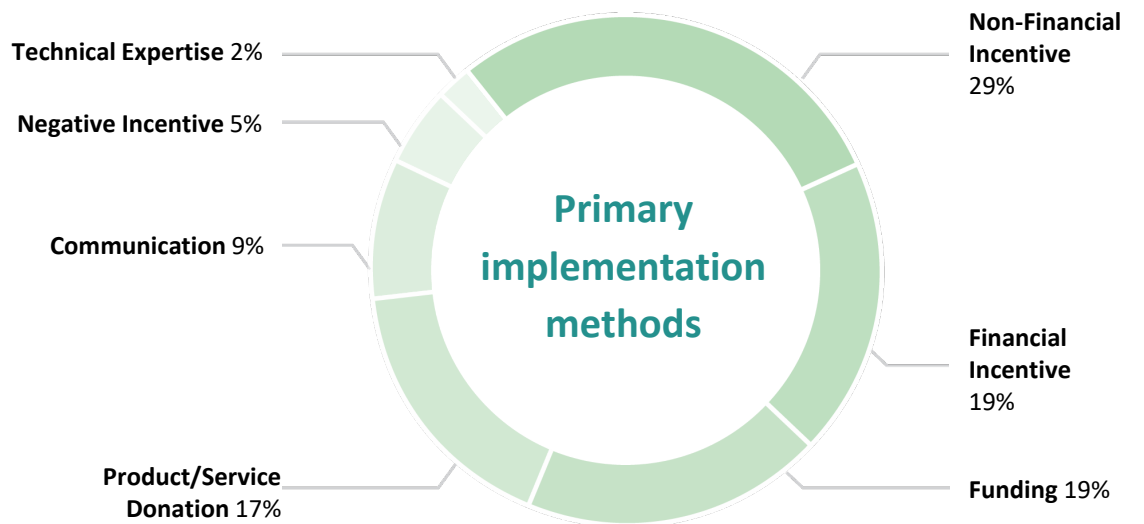 Non-Financial
Incentive
29%
Technical Expertise 2%
Negative Incentive 5%
Communication 9%
Primary
implementation
methods
Financial
Incentive
19%
Product/Service
Donation 17%
Funding 19%